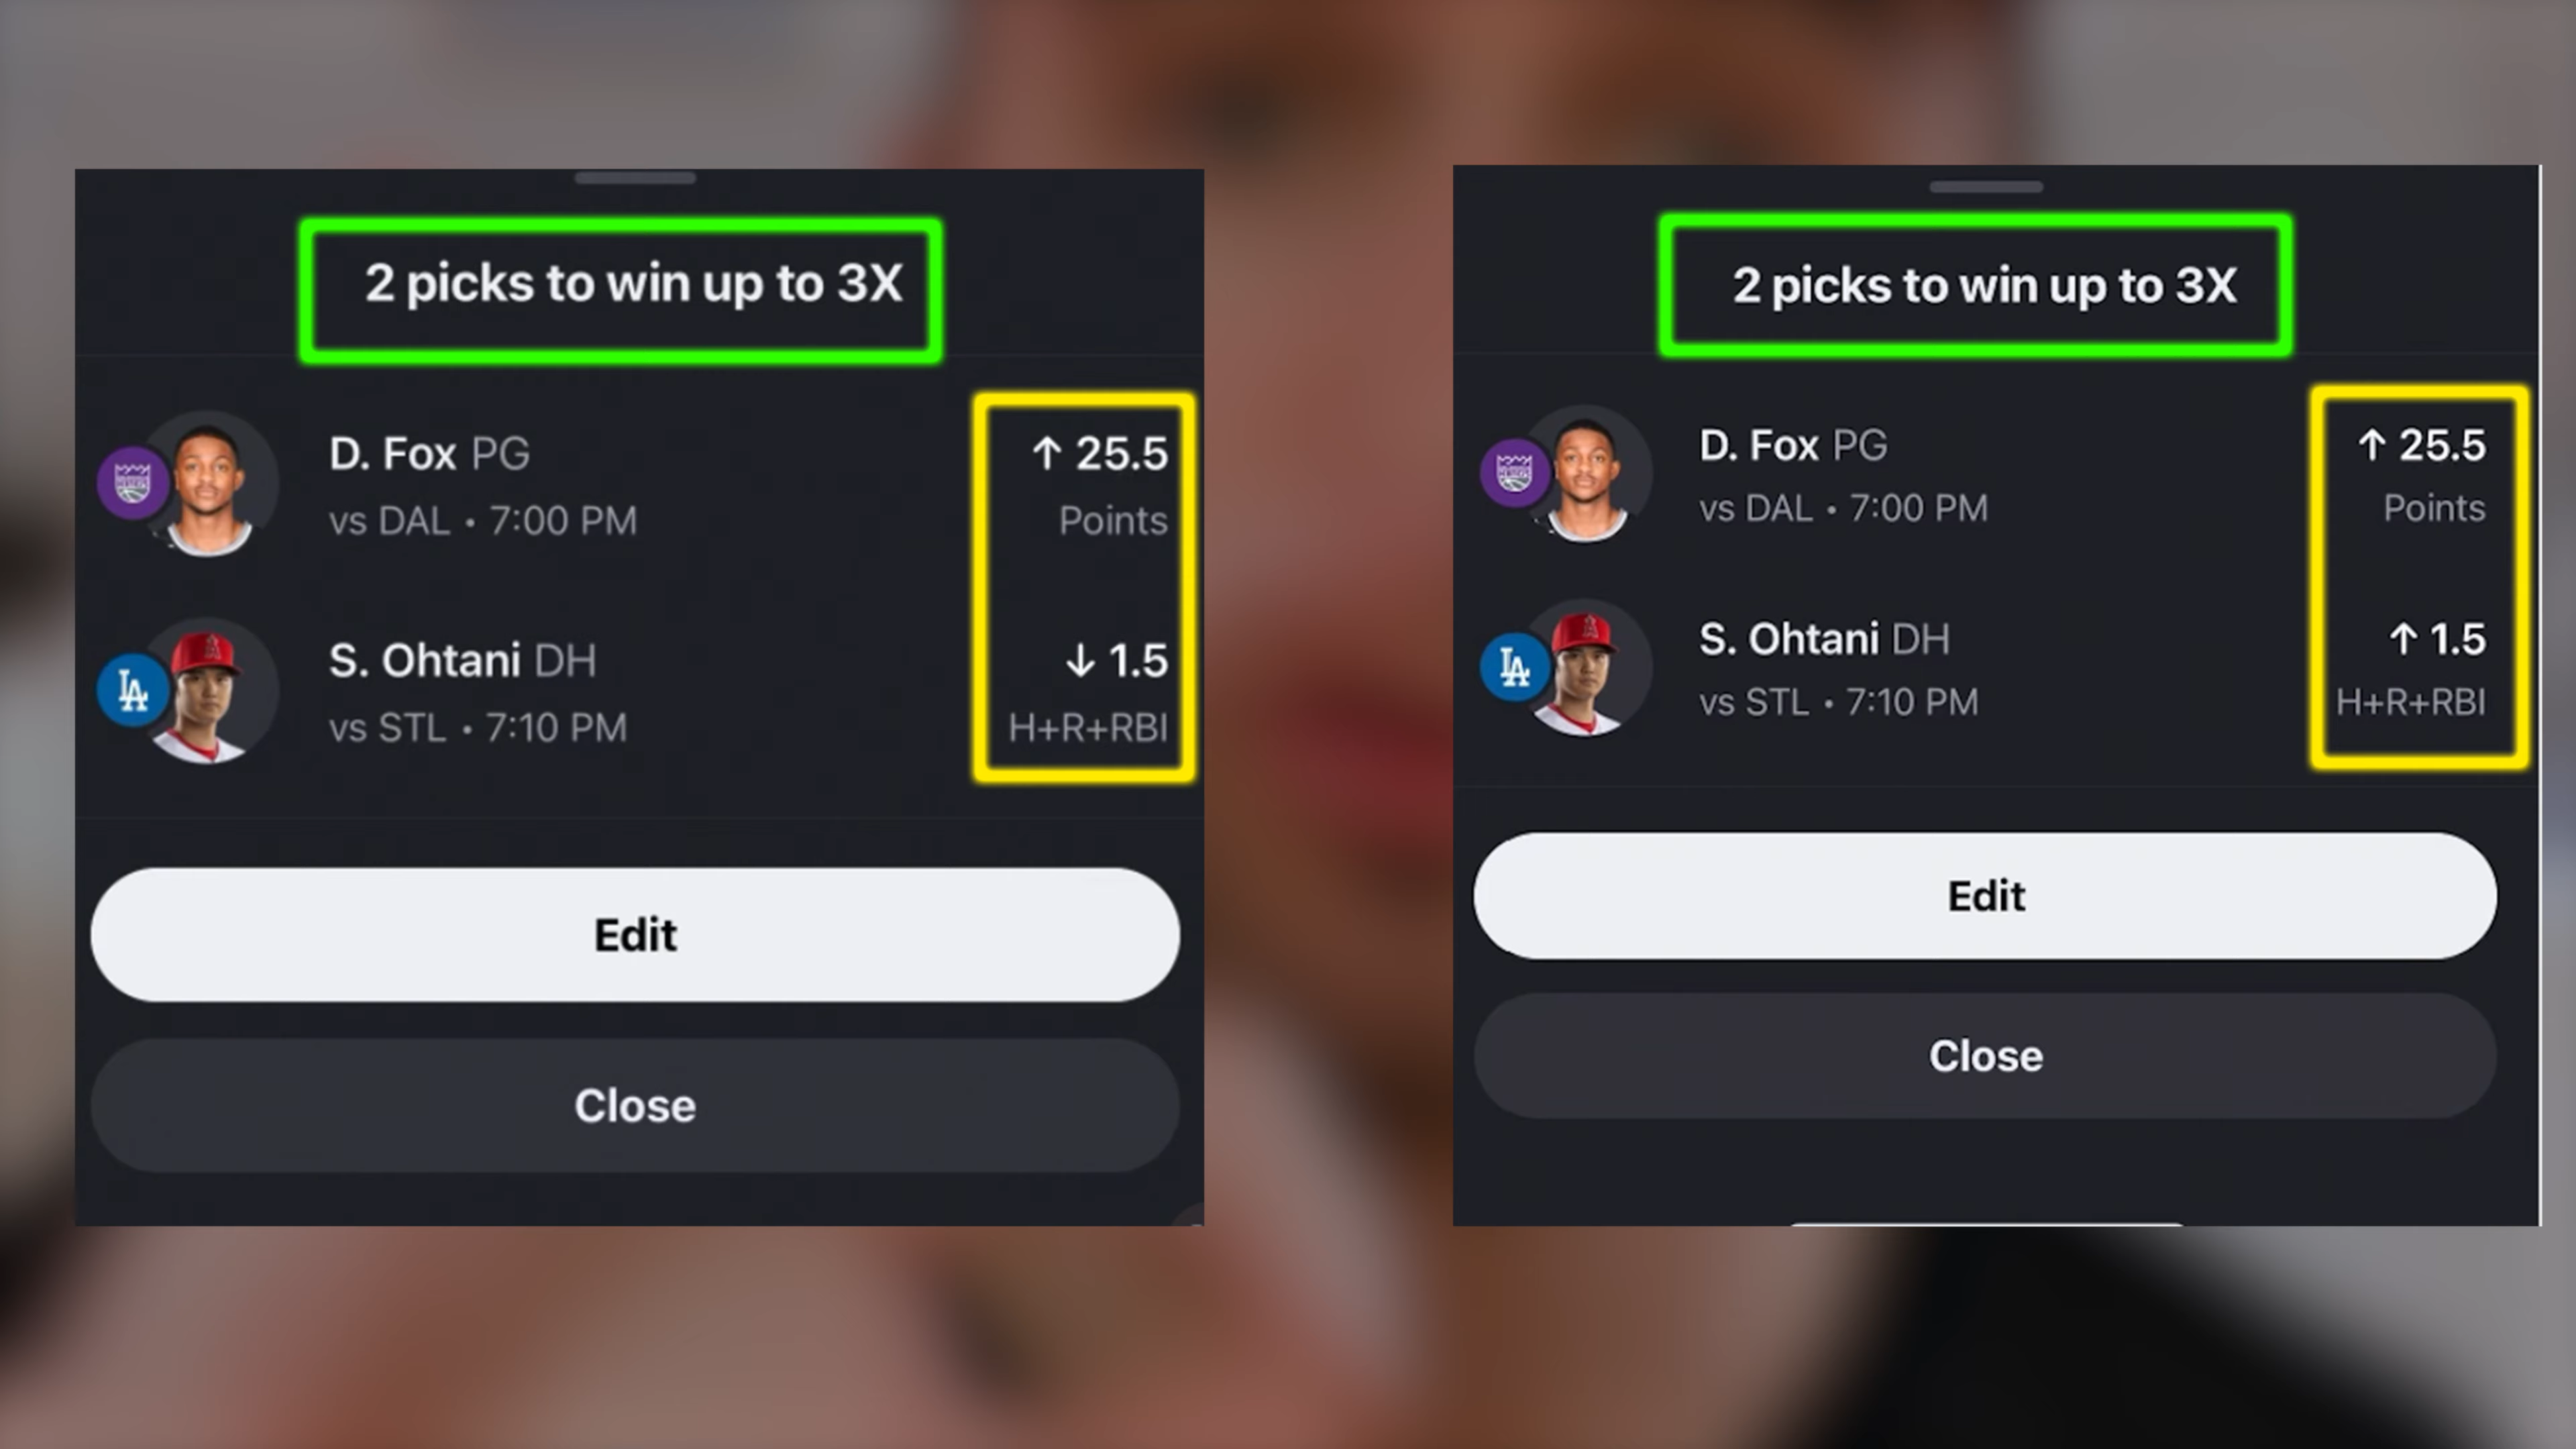 2 picks to win up to 3X
D. Fox PG
↑ 25.5
vs DAL • 7:00 PM
Points
S. Ohtani DH
↓ 1.5
vs STL • 7:10 PM
H+R+RBI
Edit
Close
2 picks to win up to 3X
D. Fox PG
↑ 25.5
vs DAL • 7:00 PM
Points
S. Ohtani DH
↑ 1.5
vs STL • 7:10 PM
H+R+RBI
Edit
Close